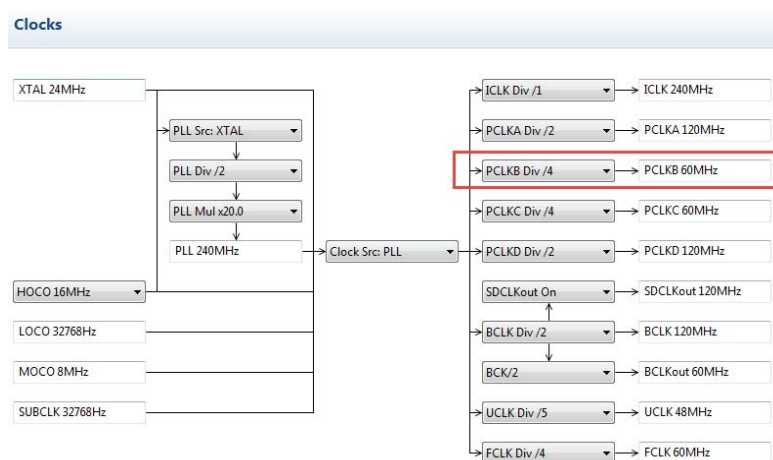 Clocks
XTAL 24MHz
PLL Src: XTAL
PLL Div /2
PLL Mul x20.0
PLL 240MHz
HOCO 16MHz
LOCO 32768Hz
MOCO 8MHz
SUBCLK 32768Hz
Clock Src: PLL
ICLK Div /1 ICLK 240MHz
PCLKA Div /2 PCLKA 120MHz
PCLKB Div /4 PCLKB 60MHz
PCLKC Div /4 PCLKC 60MHz
PCLKD Div /2 PCLKD 120MHz
SDCLKout On SDCLKout 120MHz
BCLK Div /2 BCLK 120MHz
BCK/2 BCLKout 60MHz
UCLK Div /5 UCLK 48MHz
FCLK Div /4 FCLK 60MHz